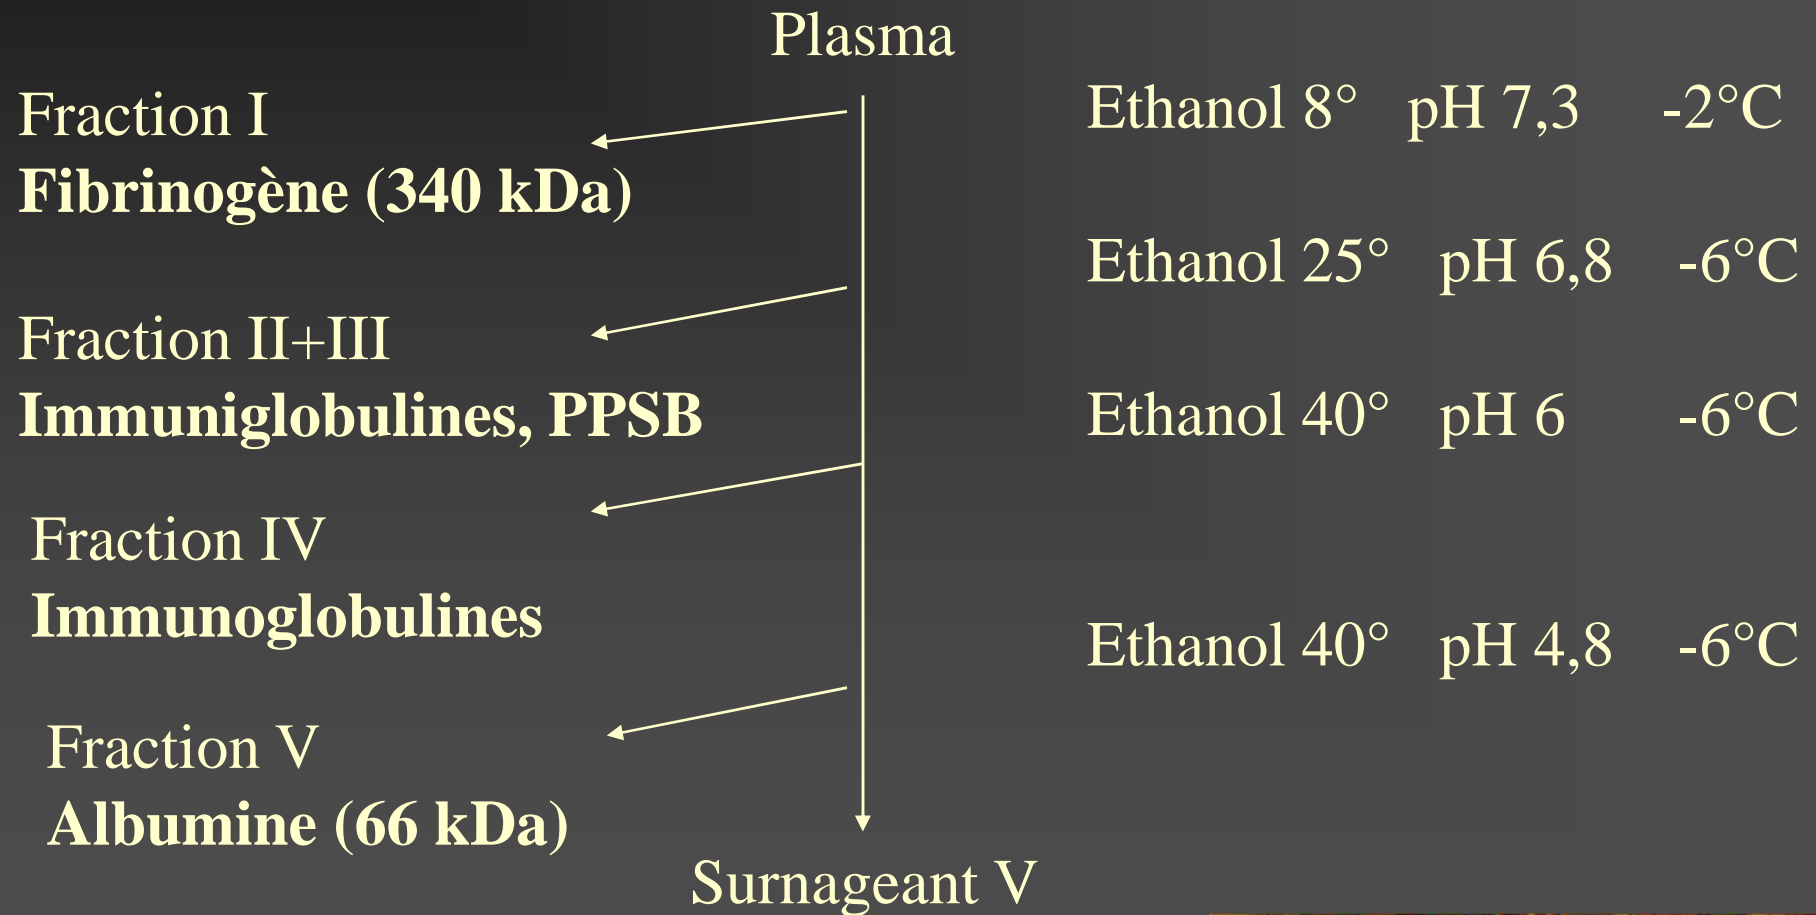 Plasma
Fraction I
Fibrinogène (340 kDa)
Ethanol 8° pH 7,3 -2°C
Ethanol 25° pH 6,8 -6°C
Fraction II+III
Immuniglobulines, PPSB
Ethanol 40° pH 6 -6°C
Fraction IV
Immunoglobulines
Ethanol 40° pH 4,8 -6°C
Fraction V
Albumine (66 kDa)
Surnageant V